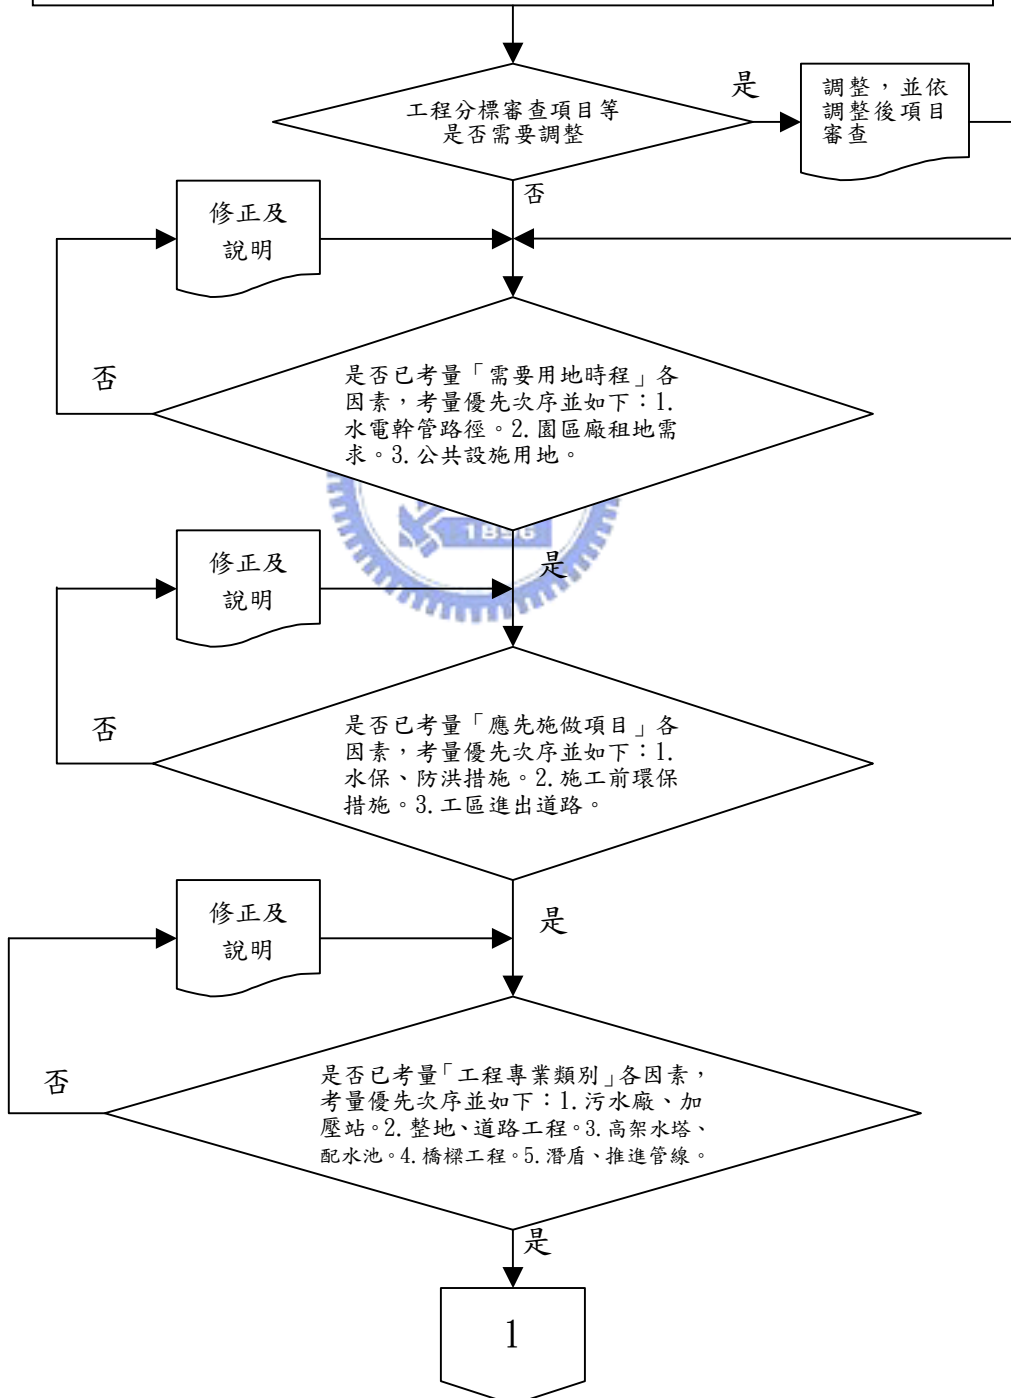 工程分標審查項目等
是否需要調整
是
調整，並依
調整後項目
審查
否
修正及
說明
否
是否已考量「需要用地時程」各
因素，考量優先次序並如下：1.
水電幹管路徑。2.園區廠租地需
求。3.公共設施用地。
1896
是
修正及
說明
否
是否已考量「應先施做項目」各
因素，考量優先次序並如下：1.
水保、防洪措施。2.施工前環保
措施。3.工區進出道路。
是
修正及
說明
否
是否已考量「工程專業類別」各因素，
考量優先次序並如下：1.污水廠、加
壓站。2.整地、道路工程。3.高架水塔、
配水池。4.橋樑工程。5.潛盾、推進管線。
是
1